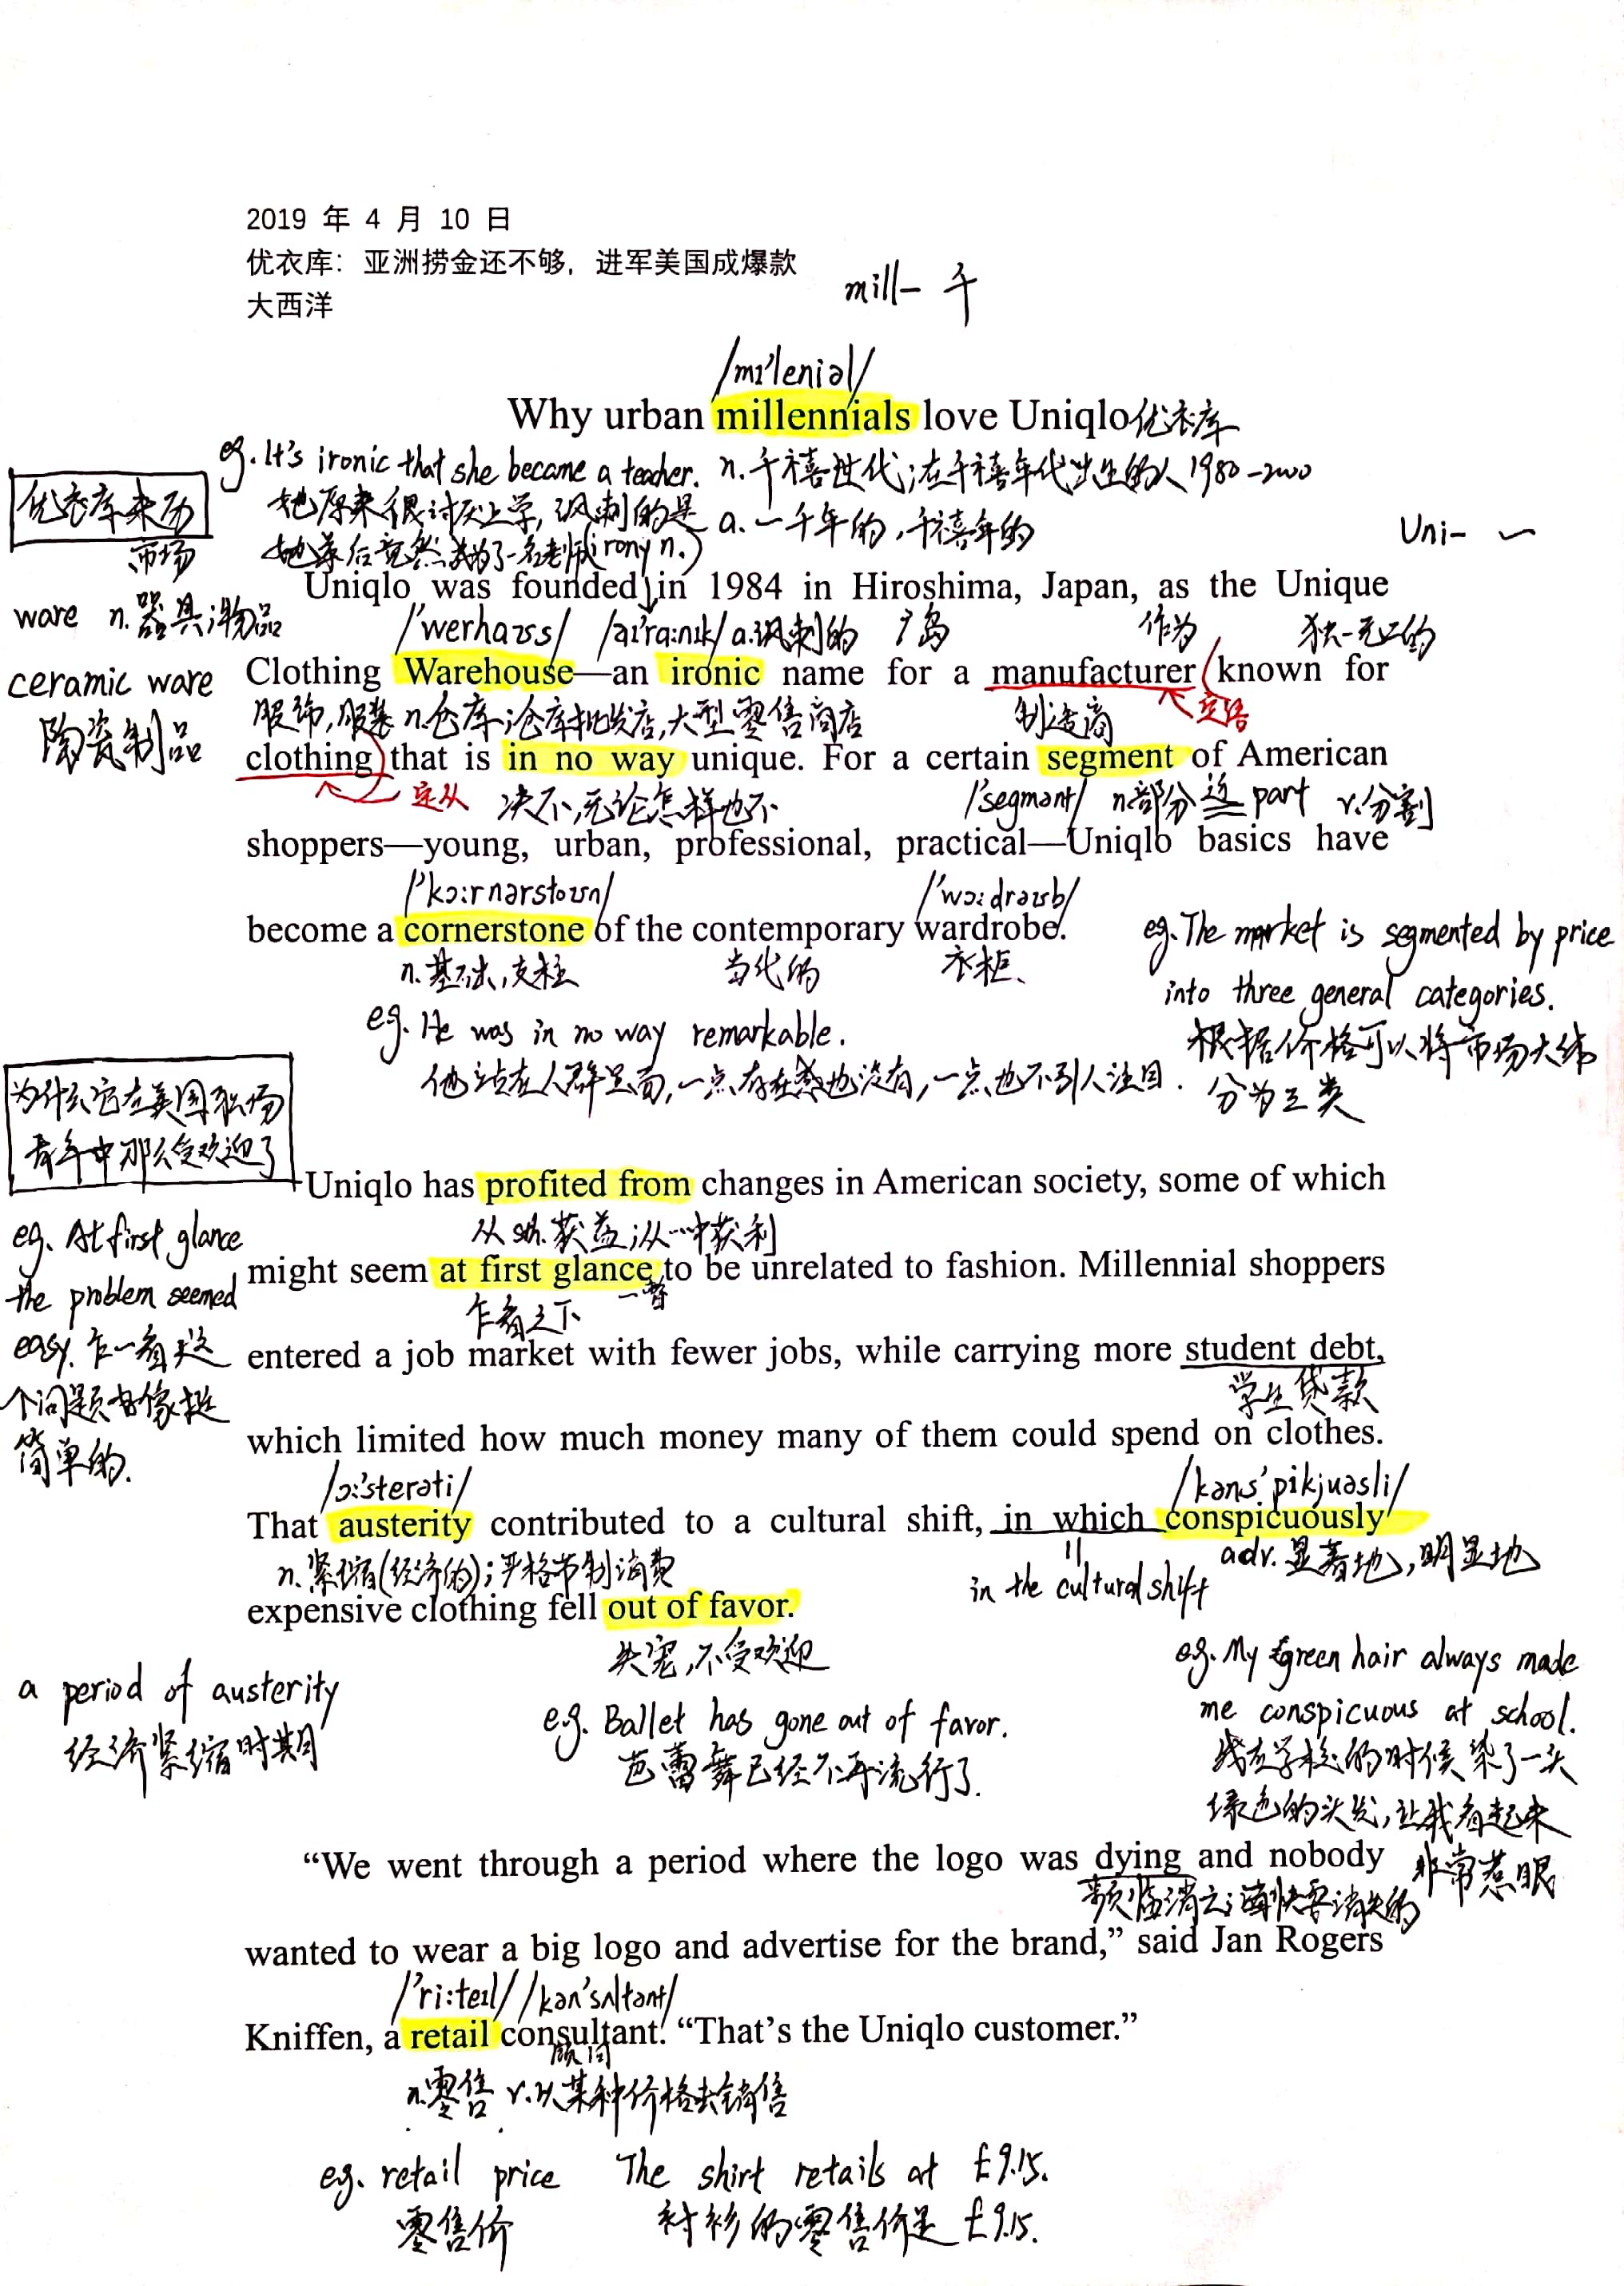 2019 年 4 月 10 日
优衣库：亚洲捞金还不够，进军美国成爆款
大西洋
mill- 千
/mɪ'leniəl/
Why urban millennials love Uniqlo 优衣库
eg. It's ironic that she became a teacher.
她原来很讨厌上学，讽刺的是
她最后竟然成为了一名老师 (irony n.)
n. 千禧世代；在千禧年代出生的人 1980-2000
a. 一千年的，千禧年的
Uni- 一
优衣库来历
市场
Uniqlo was founded in 1984 in Hiroshima, Japan, as the Unique
ware n. 器具；物品
/'werhaʊs/ /aɪ'rɑ:nɪk/ a. 讽刺的 广岛 作为 独一无二的
ceramic ware
陶瓷制品
Clothing Warehouse—an ironic name for a manufacturer known for
服饰，服装 n. 仓库；仓库批发店，大型零售商店 制造商 定语
clothing that is in no way unique. For a certain segment of American
定从 决不，无论怎样也不 /'segmənt/ n. 部分 近 part v. 分割
shoppers—young, urban, professional, practical—Uniqlo basics have
/'kɔ:rnərstoʊn/ /'wɔ:drəʊb/
become a cornerstone of the contemporary wardrobe.
n. 基础，支柱 当代的 衣柜
eg. The market is segmented by price
into three general categories.
根据价格可以将市场大体
分为三类
eg. He was in no way remarkable.
他站在人群里面，一点存在感也没有，一点也不引人注目.
为什么它在美国职场
青年中那么受欢迎了
Uniqlo has profited from changes in American society, some of which
从…获益；从…中获利
might seem at first glance to be unrelated to fashion. Millennial shoppers
乍看之下 一瞥
eg. At first glance
the problem seemed
easy. 乍一看这
个问题好像挺
简单的.
entered a job market with fewer jobs, while carrying more student debt,
学生贷款
which limited how much money many of them could spend on clothes.
/ɔ:'sterəti/ /kəns'pikjuəsli/
That austerity contributed to a cultural shift, in which conspicuously
n. 紧缩(经济的)；严格节制消费 in the cultural shift adv. 显著地，明显地
expensive clothing fell out of favor.
失宠，不受欢迎
a period of austerity
经济紧缩时期
eg. Ballet has gone out of favor.
芭蕾舞已经不再流行了.
eg. My green hair always made
me conspicuous at school.
我在学校的时候染了一头
绿色的头发，让我看起来
非常惹眼
“We went through a period where the logo was dying and nobody
濒临消亡；快要消失的
wanted to wear a big logo and advertise for the brand,” said Jan Rogers
/'ri:teɪl/ /kən'sʌltənt/
Kniffen, a retail consultant. “That’s the Uniqlo customer.”
顾问
n. 零售 v. 以某种价格去销售
eg. retail price The shirt retails at £9.15.
零售价 衬衫的零售价是 £9.15.